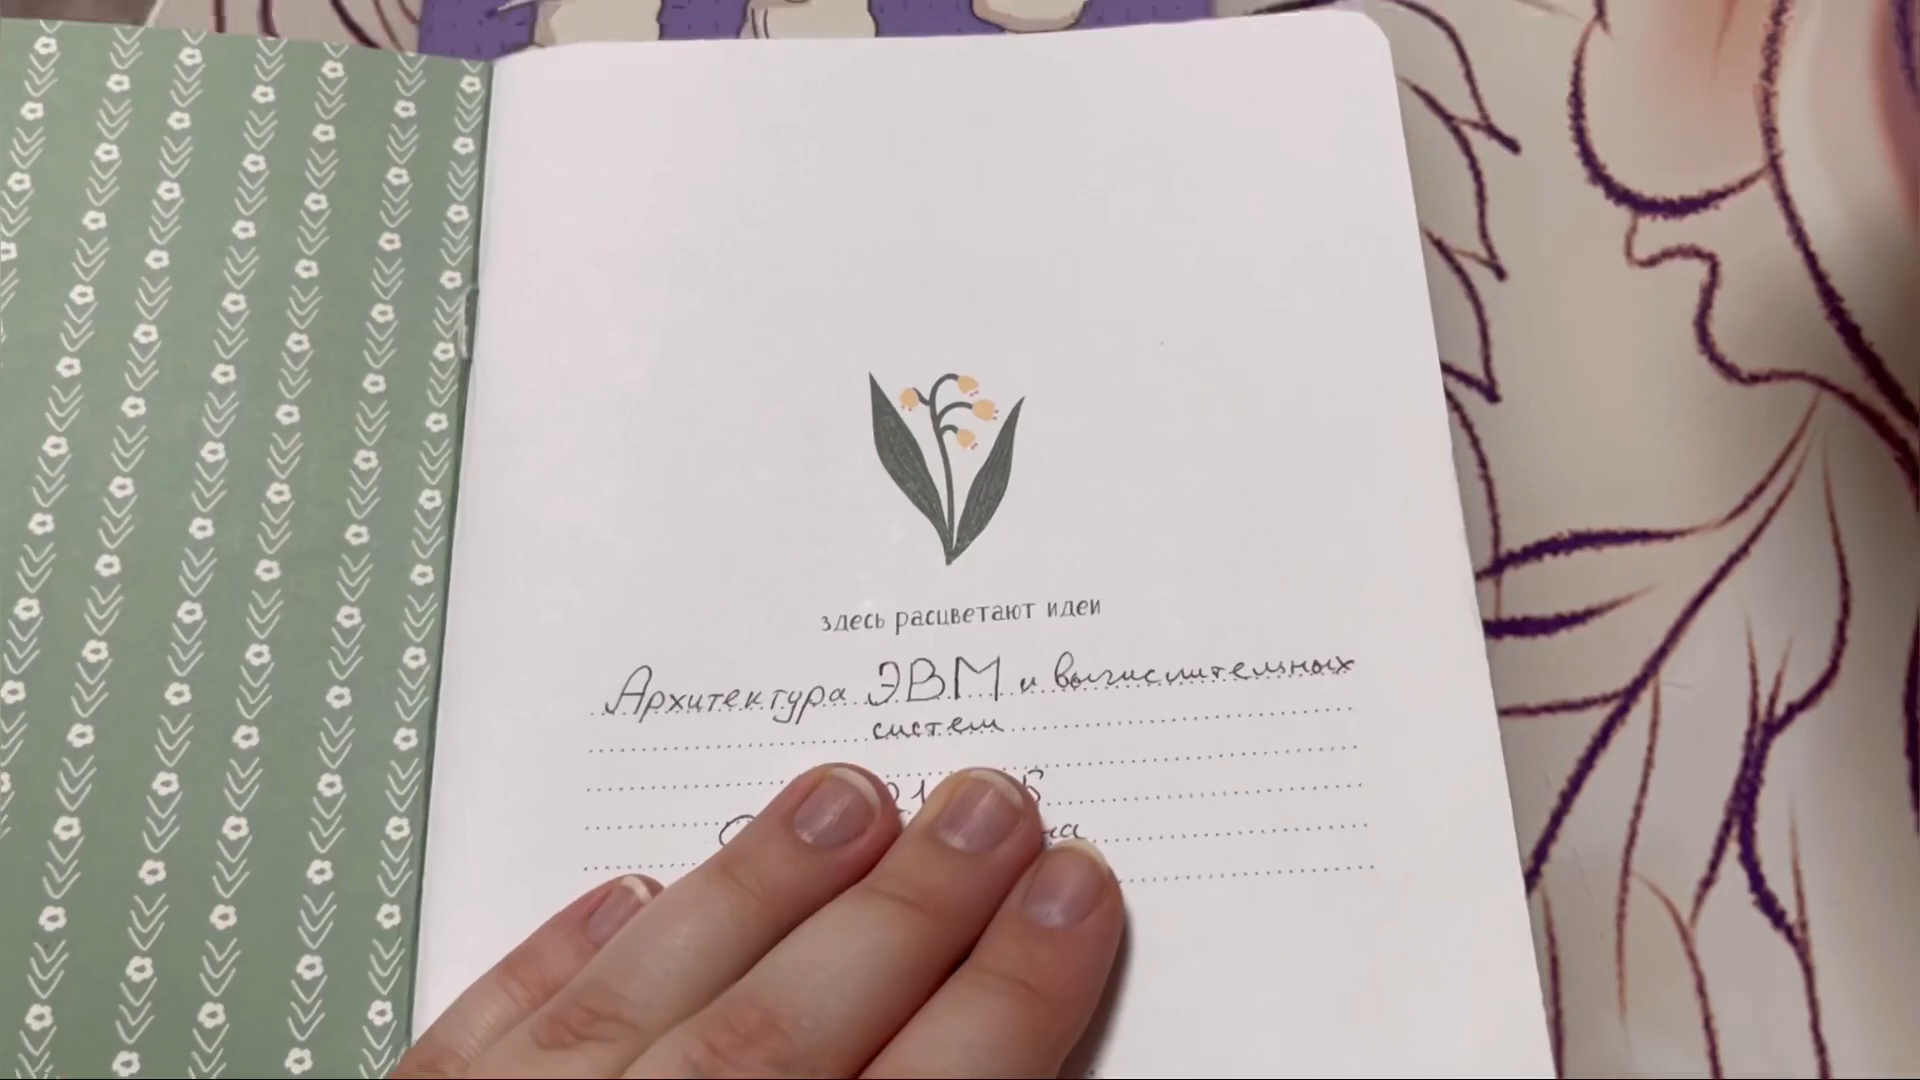 здесь расцветают идеи
Архитектура ЭВМ и вычислительных
систем